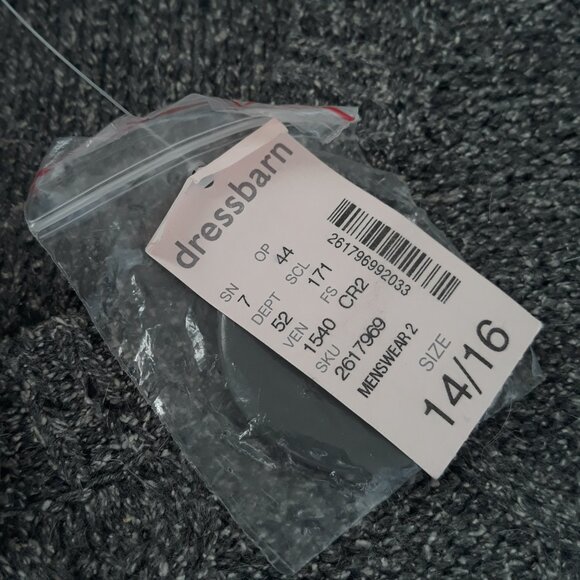 dressbarn
SN OP
7 44
DEPT SCL
52 171
VEN FS
1540 CR2
SKU
2617969
MENSWEAR 2
261796992033
SIZE
14/16